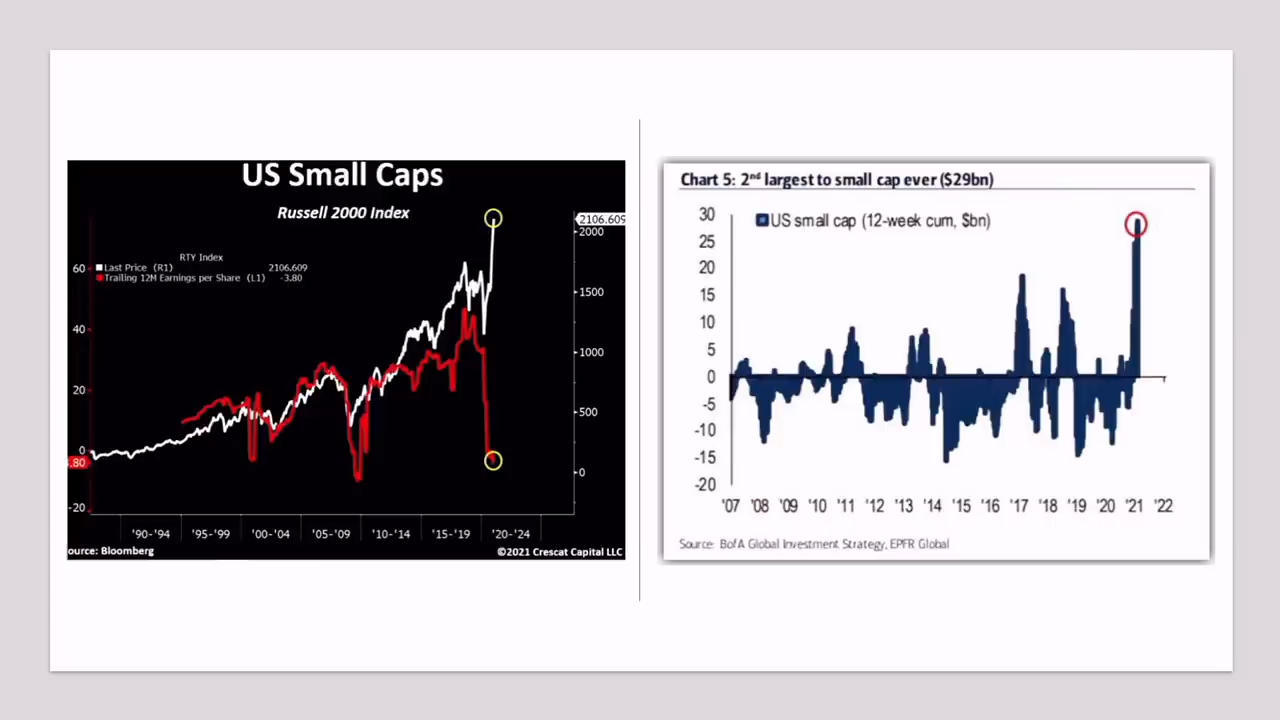 US Small Caps
Russell 2000 Index
2106.609
2000
RTY Index
Last Price (R1) 2106.609
Trailing 12M Earnings per Share (L1) -3.80
60
1500
40
1000
20
500
0
.80
0
-20
'90-'94 '95-'99 '00-'04 '05-'09 '10-'14 '15-'19 '20-'24
ource: Bloomberg ©2021 Crescat Capital LLC
Chart 5: 2nd largest to small cap ever ($29bn)
30
US small cap (12-week cum, $bn)
25
20
15
10
5
0
-5
-10
-15
-20
'07 '08 '09 '10 '11 '12 '13 '14 '15 '16 '17 '18 '19 '20 '21 '22
Source: BofA Global Investment Strategy, EPFR Global